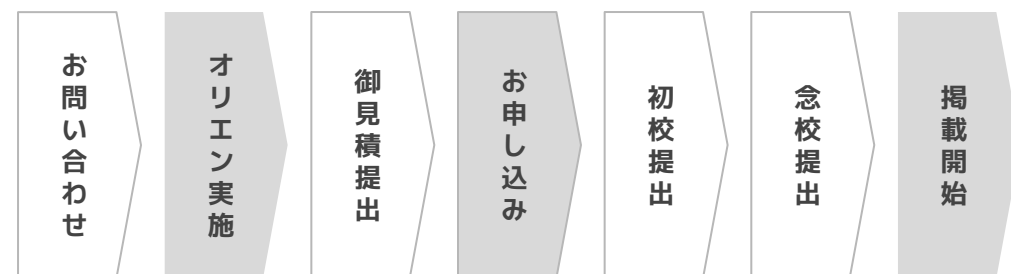 お問い合わせ
オリエン実施
御見積提出
お申し込み
初校提出
念校提出
掲載開始